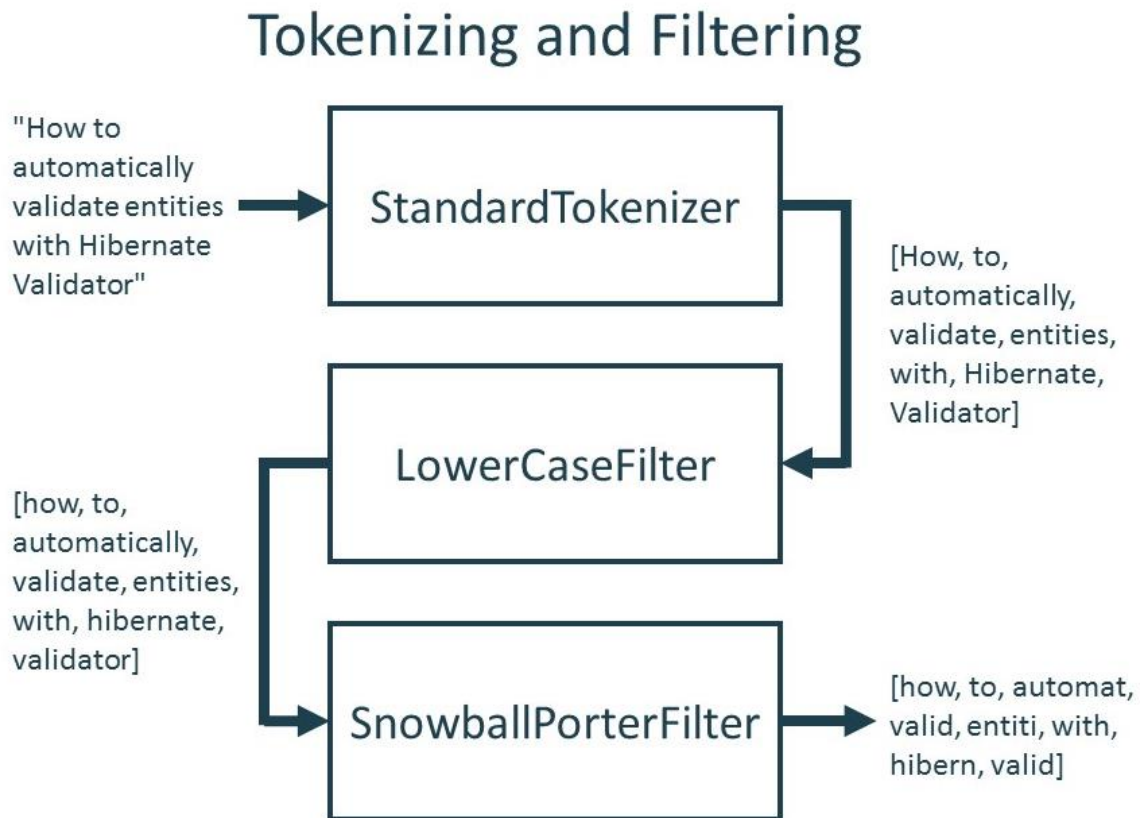 Tokenizing and Filtering
"How to
automatically
validate entities
with Hibernate
Validator"
StandardTokenizer
[How, to,
automatically,
validate, entities,
with, Hibernate,
Validator]
LowerCaseFilter
[how, to,
automatically,
validate, entities,
with, hibernate,
validator]
SnowballPorterFilter
[how, to, automat,
valid, entiti, with,
hibern, valid]